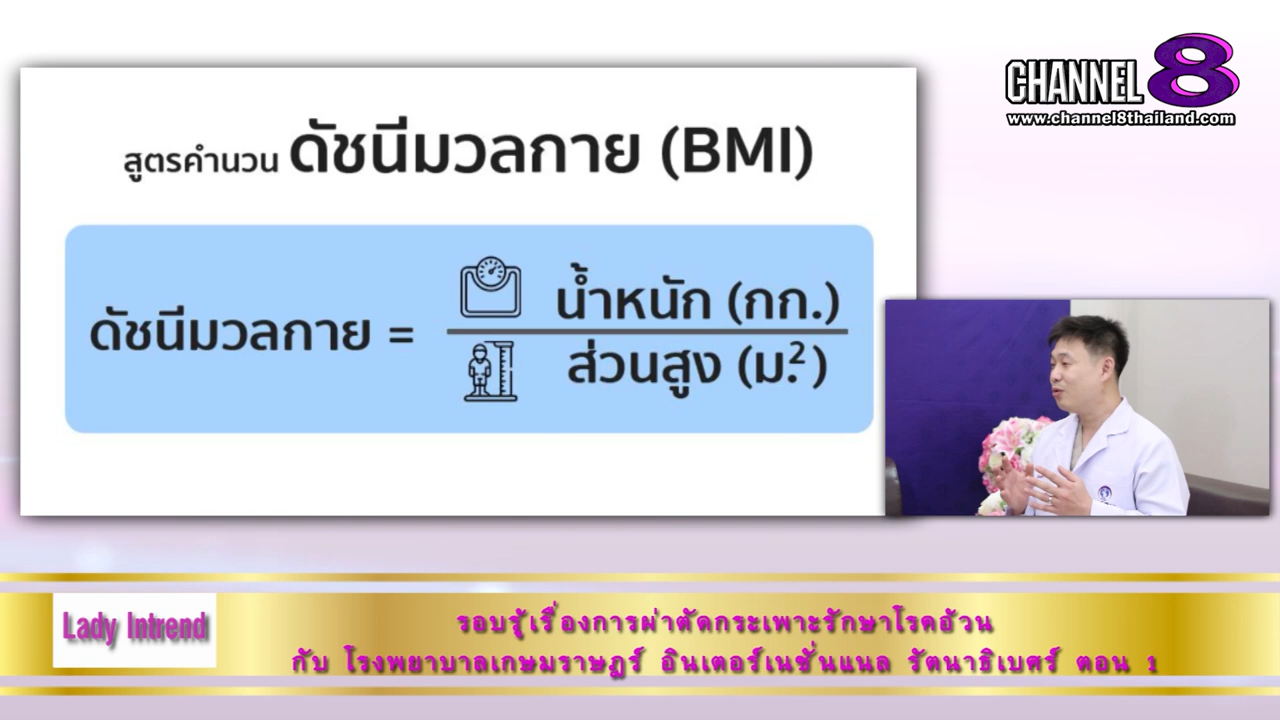 CHANNEL 8
www.channel8thailand.com
สูตรคำนวน ดัชนีมวลกาย (BMI)
ดัชนีมวลกาย =
น้ำหนัก (กก.)
ส่วนสูง (ม.²)
Lady Intrend
รอบรู้เรื่องการผ่าตัดกระเพาะรักษาโรคอ้วน
กับ โรงพยาบาลเกษมราษฎร์ อินเตอร์เนชั่นแนล รัตนาธิเบศร์ ตอน 1